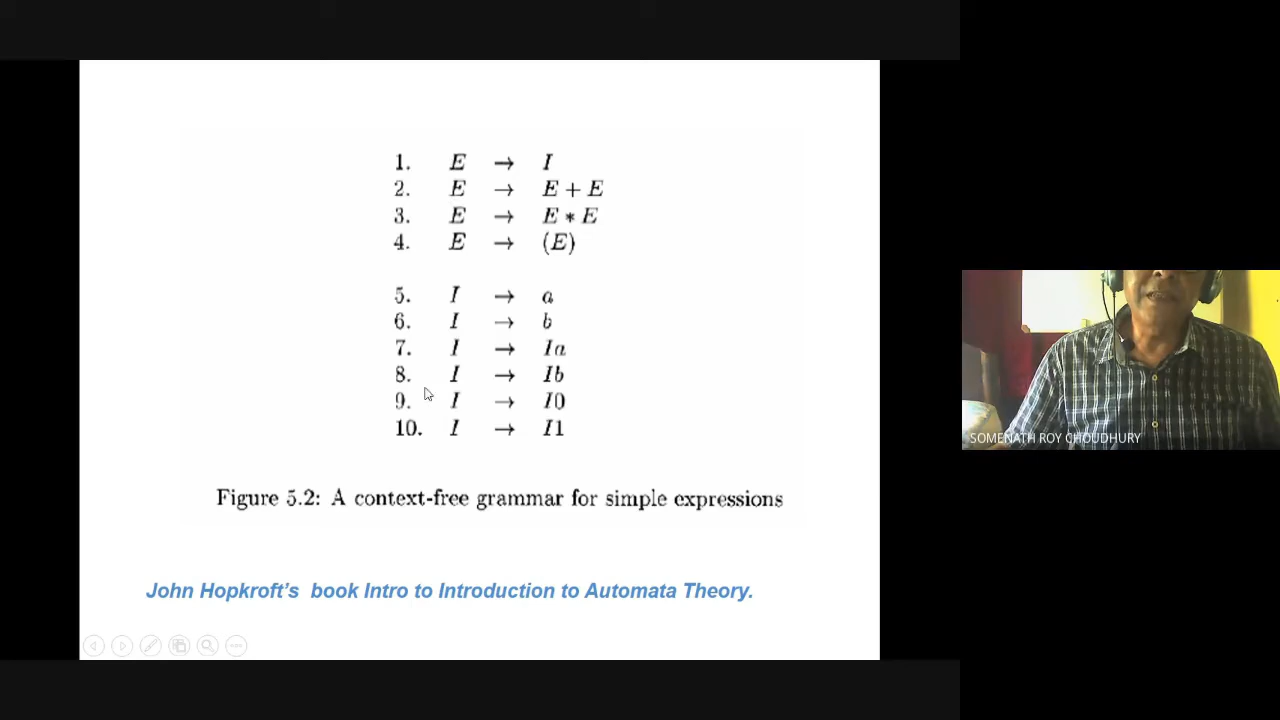 1. E → I
2. E → E + E
3. E → E * E
4. E → (E)
5. I → a
6. I → b
7. I → Ia
8. I → Ib
9. I → I0
10. I → I1
Figure 5.2: A context-free grammar for simple expressions
John Hopkroft’s book Intro to Introduction to Automata Theory.
SOMENATH ROY CHOUDHURY